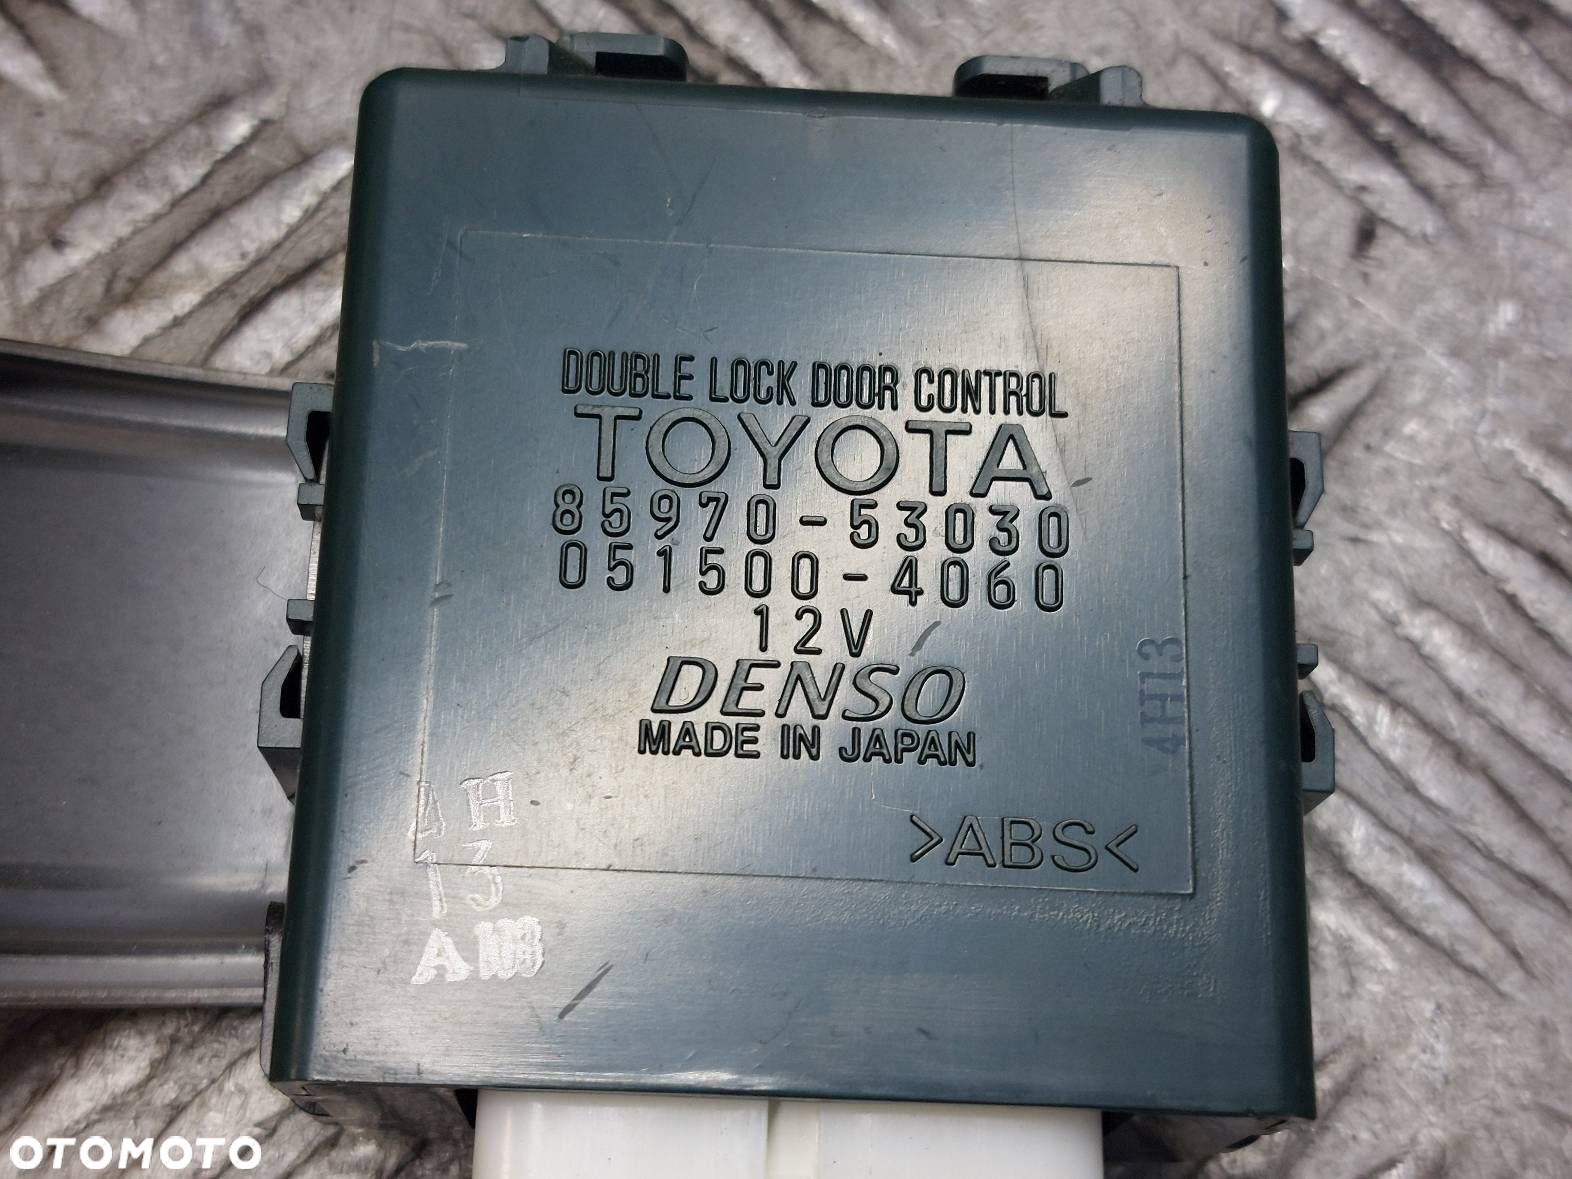 DOUBLE LOCK DOOR CONTROL
TOYOTA
85970-53030
051500-4060
12V
DENSO
MADE IN JAPAN
4H13
>ABS<
4H
13
OTOMOTO